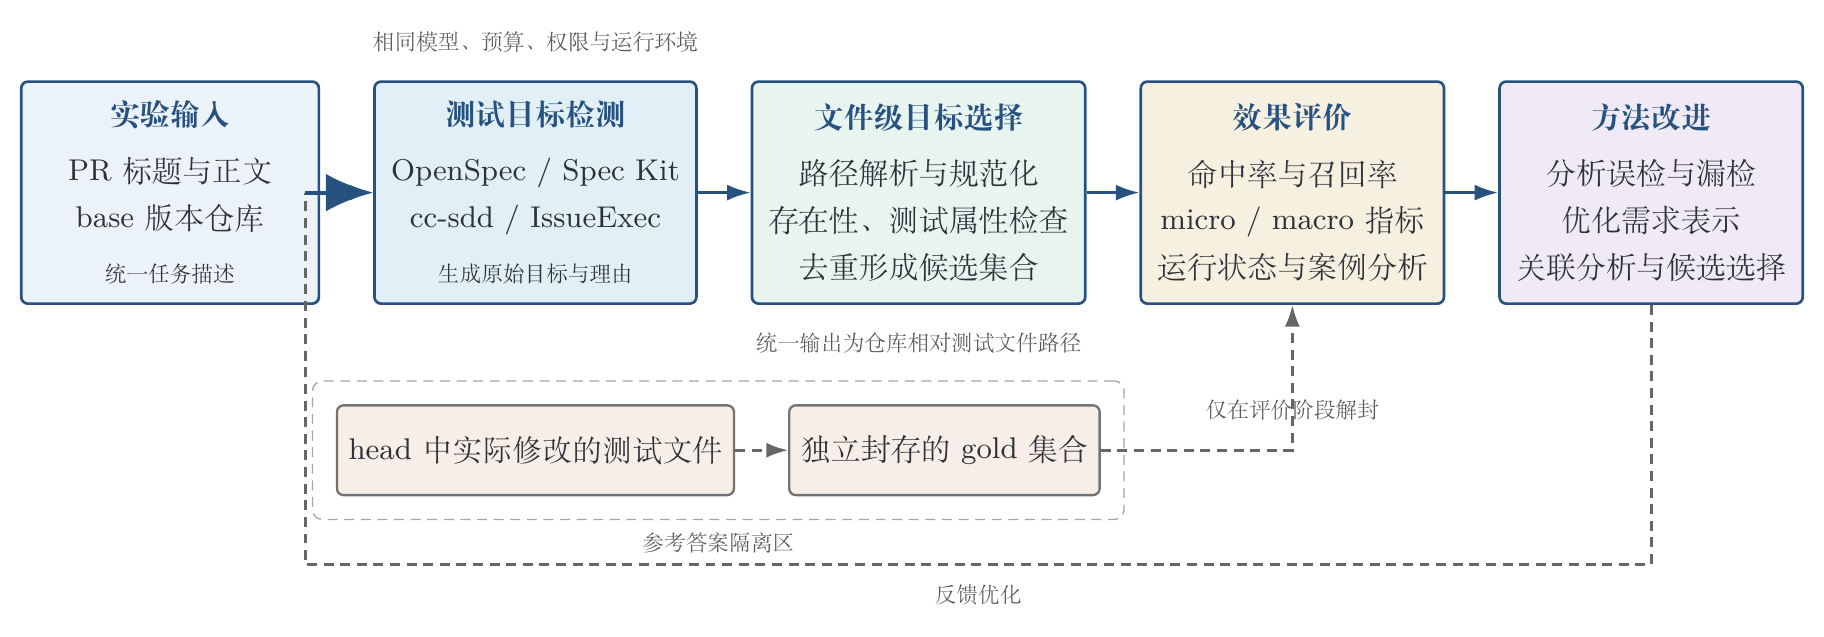 相同模型、预算、权限与运行环境
实验输入
PR 标题与正文
base 版本仓库
统一任务描述
测试目标检测
OpenSpec / Spec Kit
cc-sdd / IssueExec
生成原始目标与理由
文件级目标选择
路径解析与规范化
存在性、测试属性检查
去重形成候选集合
效果评价
命中率与召回率
micro / macro 指标
运行状态与案例分析
方法改进
分析误检与漏检
优化需求表示
关联分析与候选选择
统一输出为仓库相对测试文件路径
仅在评价阶段解封
head 中实际修改的测试文件
独立封存的 gold 集合
参考答案隔离区
反馈优化